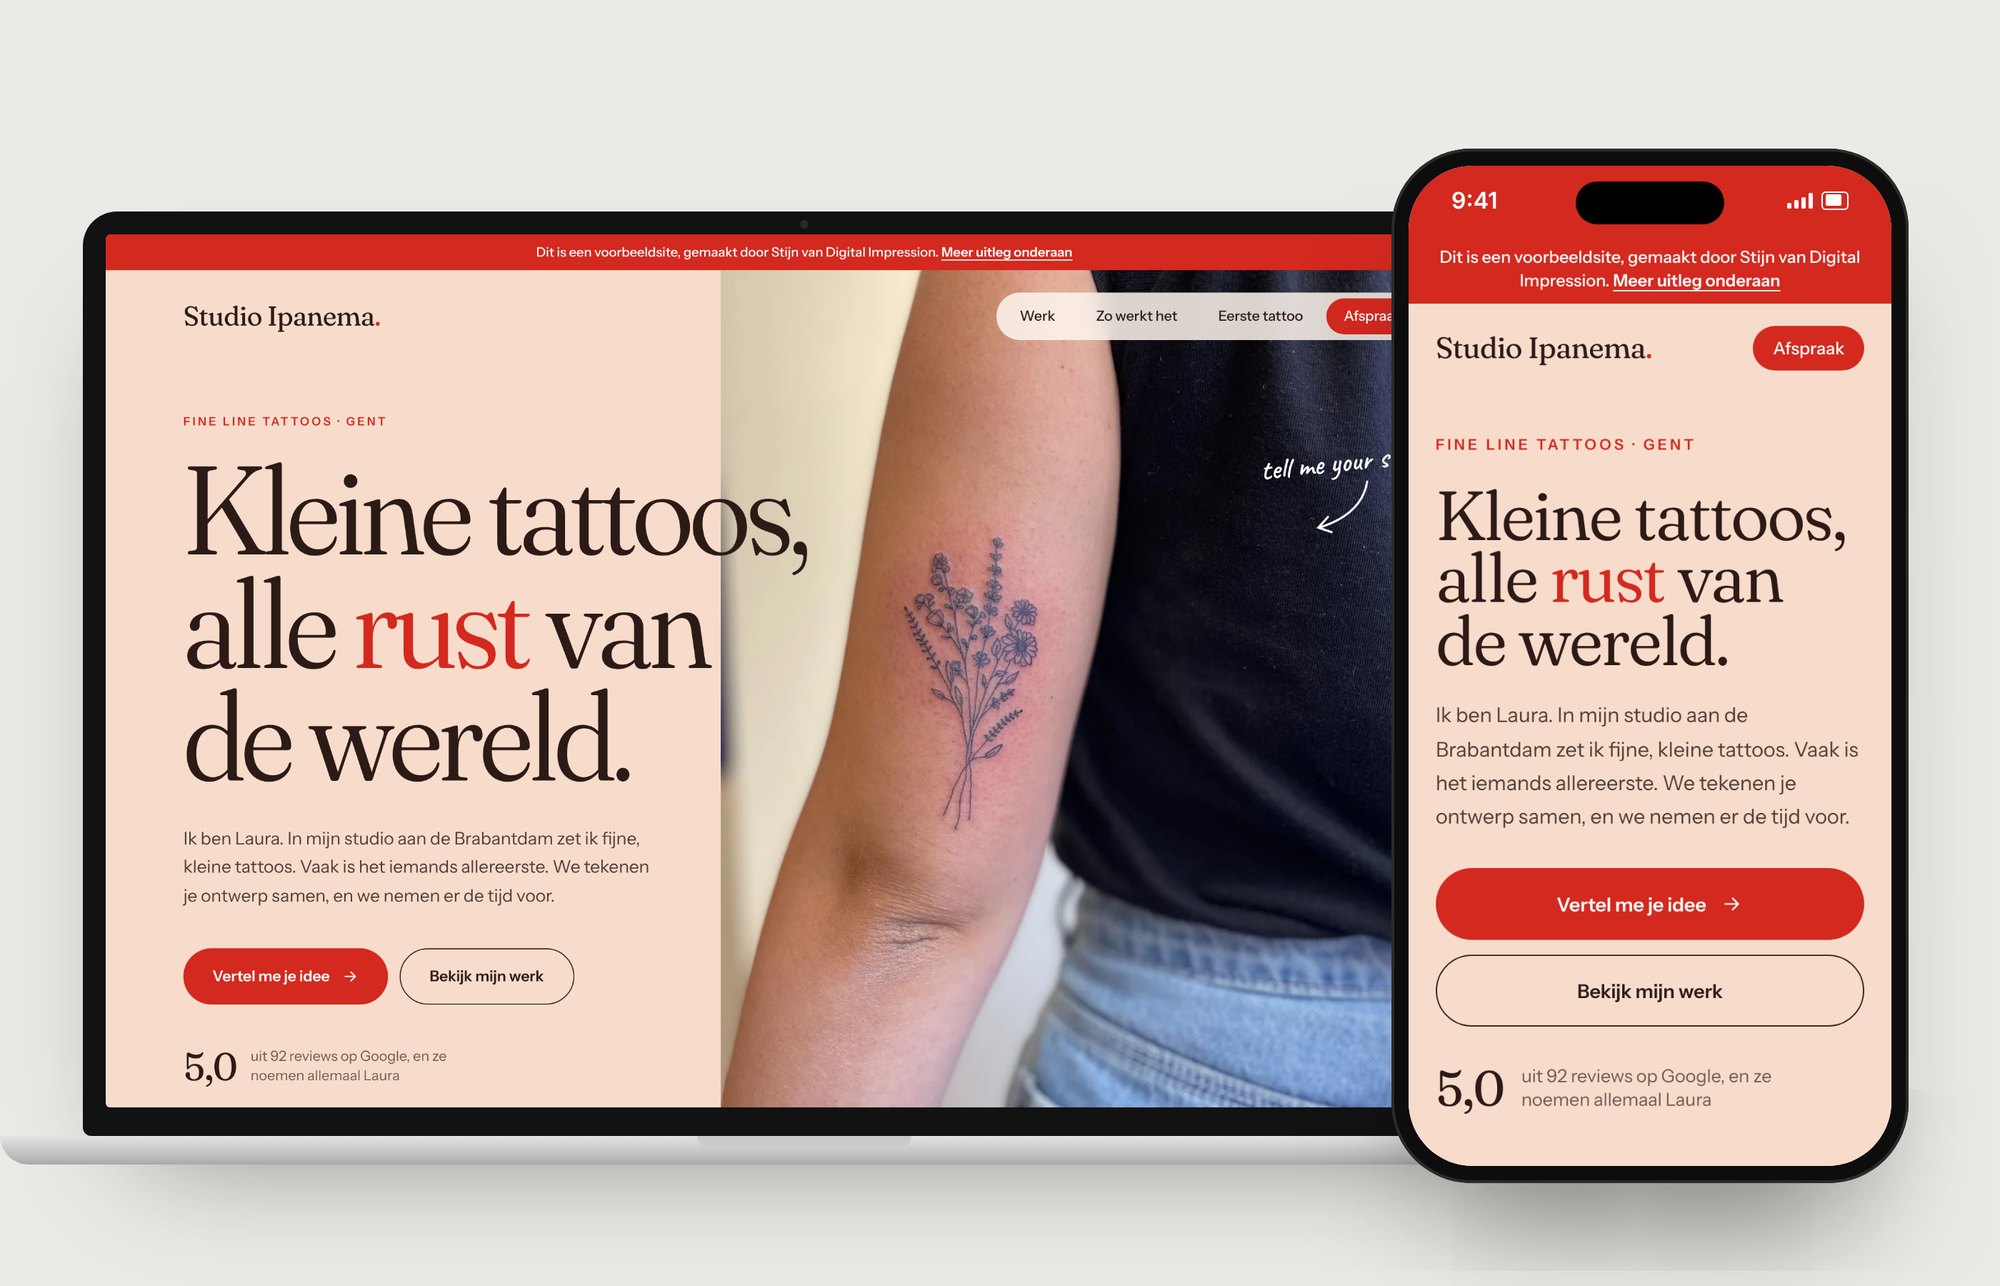 Dit is een voorbeeldsite, gemaakt door Stijn van Digital Impression. Meer uitleg onderaan
Studio Ipanema.
Werk Zo werkt het Eerste tattoo
FINE LINE TATTOOS · GENT
Kleine tattoos,
alle rust van
de wereld.
tell me your
Ik ben Laura. In mijn studio aan de Brabantdam zet ik fijne,
kleine tattoos. Vaak is het iemands allereerste. We tekenen
je ontwerp samen, en we nemen er de tijd voor.
Vertel me je idee →
Bekijk mijn werk
5,0
uit 92 reviews op Google, en ze
noemen allemaal Laura
9:41
Dit is een voorbeeldsite, gemaakt door Stijn van Digital
Impression. Meer uitleg onderaan
Studio Ipanema.
Afspraak
FINE LINE TATTOOS · GENT
Kleine tattoos,
alle rust van
de wereld.
Ik ben Laura. In mijn studio aan de
Brabantdam zet ik fijne, kleine tattoos. Vaak is
het iemands allereerste. We tekenen je
ontwerp samen, en we nemen er de tijd voor.
Vertel me je idee →
Bekijk mijn werk
5,0
uit 92 reviews op Google, en ze
noemen allemaal Laura